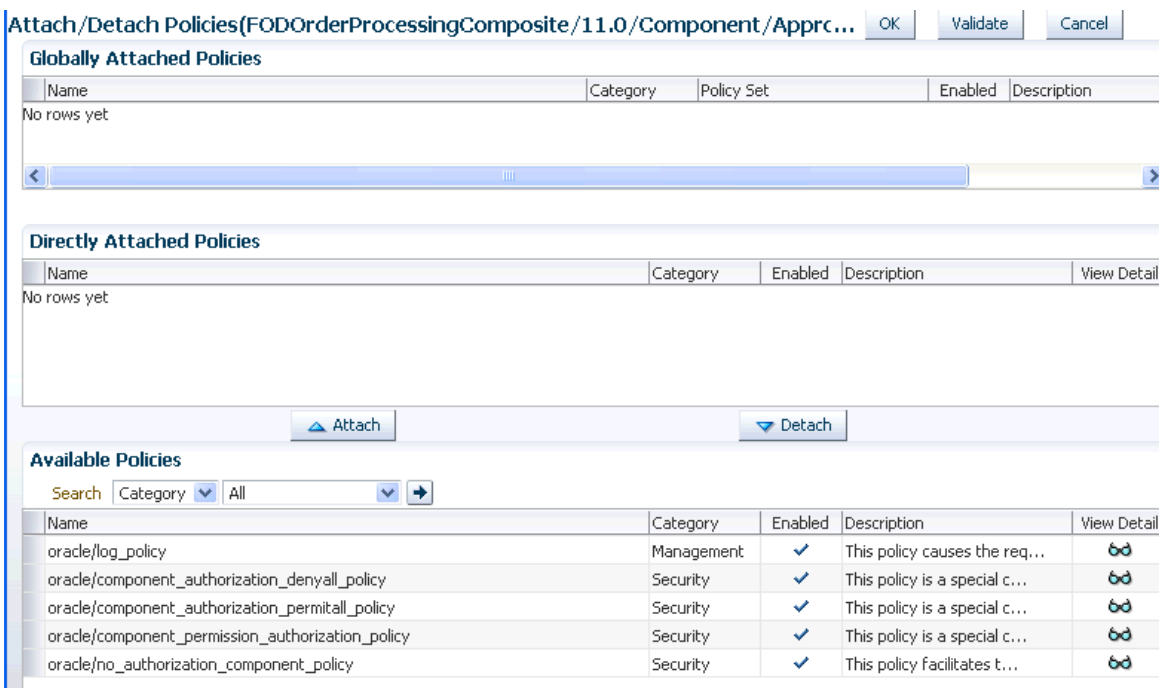 Attach/Detach Policies(FODOrderProcessingComposite/11.0/Component/Apprc... OK Validate Cancel
Globally Attached Policies
Name Category Policy Set Enabled Description
No rows yet
Directly Attached Policies
Name Category Enabled Description View Detail
No rows yet
Attach Detach
Available Policies
Search Category All
Name Category Enabled Description View Detail
oracle/log_policy Management This policy causes the req...
oracle/component_authorization_denyall_policy Security This policy is a special c...
oracle/component_authorization_permitall_policy Security This policy is a special c...
oracle/component_permission_authorization_policy Security This policy is a special c...
oracle/no_authorization_component_policy Security This policy facilitates t...